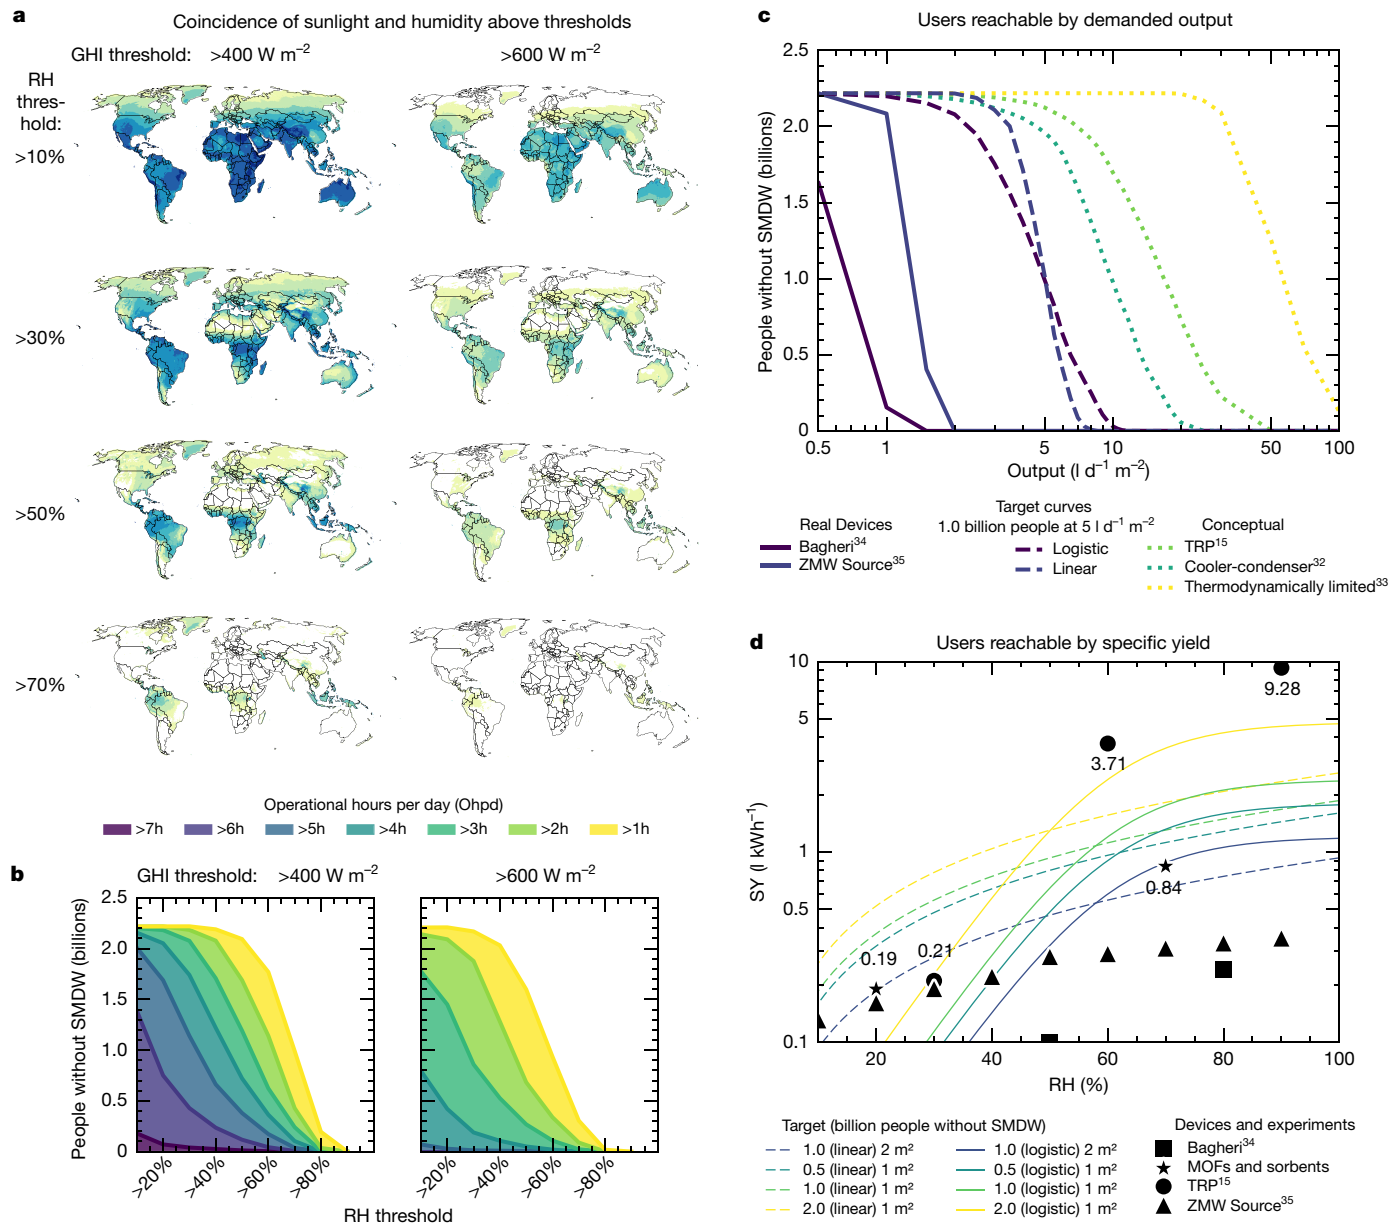 a
Coincidence of sunlight and humidity above thresholds
GHI threshold: >400 W m⁻² >600 W m⁻²
RH
thres-
hold:
>10%
>30%
>50%
>70%
Operational hours per day (Ohpd)
>7h >6h >5h >4h >3h >2h >1h
b
GHI threshold: >400 W m⁻² >600 W m⁻²
People without SMDW (billions)
2.5
2.0
1.5
1.0
0.5
0
>20% >40% >60% >80% >20% >40% >60% >80%
RH threshold
c
Users reachable by demanded output
People without SMDW (billions)
2.5
2.0
1.5
1.0
0.5
0
0.5 1 5 10 50 100
Output (l d⁻¹ m⁻²)
Target curves
Real Devices 1.0 billion people at 5 l d⁻¹ m⁻² Conceptual
Bagheri³⁴ Logistic TRP¹⁵
ZMW Source³⁵ Linear Cooler-condenser³²
Thermodynamically limited³³
d
Users reachable by specific yield
SY (l kWh⁻¹)
10
5
1
0.5
0.1
9.28
3.71
0.84
0.21
0.19
20 40 60 80 100
RH (%)
Target (billion people without SMDW) Devices and experiments
1.0 (linear) 2 m² 1.0 (logistic) 2 m² Bagheri³⁴
0.5 (linear) 1 m² 0.5 (logistic) 1 m² MOFs and sorbents
1.0 (linear) 1 m² 1.0 (logistic) 1 m² TRP¹⁵
2.0 (linear) 1 m² 2.0 (logistic) 1 m² ZMW Source³⁵